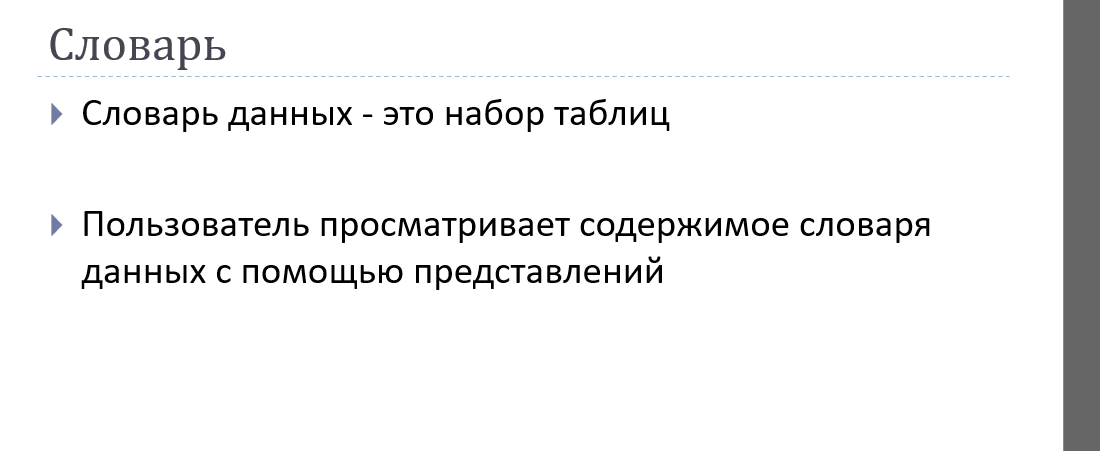 Словарь
Словарь данных - это набор таблиц
Пользователь просматривает содержимое словаря
данных с помощью представлений